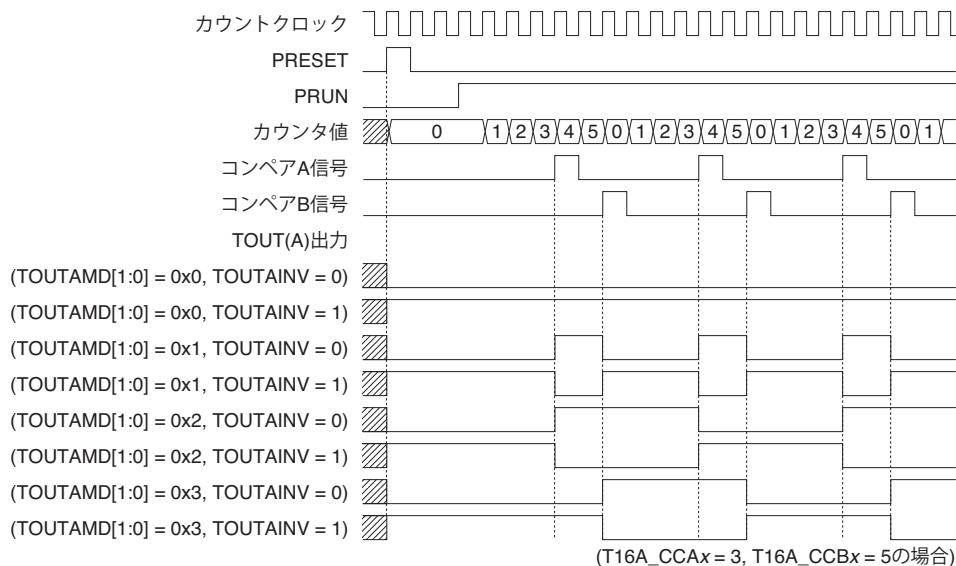 カウントクロック
PRESET
PRUN
カウンタ値 0 1 2 3 4 5 0 1 2 3 4 5 0 1 2 3 4 5 0 1
コンペアA信号
コンペアB信号
TOUT(A)出力
(TOUTAMD[1:0] = 0x0, TOUTAINV = 0)
(TOUTAMD[1:0] = 0x0, TOUTAINV = 1)
(TOUTAMD[1:0] = 0x1, TOUTAINV = 0)
(TOUTAMD[1:0] = 0x1, TOUTAINV = 1)
(TOUTAMD[1:0] = 0x2, TOUTAINV = 0)
(TOUTAMD[1:0] = 0x2, TOUTAINV = 1)
(TOUTAMD[1:0] = 0x3, TOUTAINV = 0)
(TOUTAMD[1:0] = 0x3, TOUTAINV = 1)
(T16A_CCAx = 3, T16A_CCBx = 5の場合)